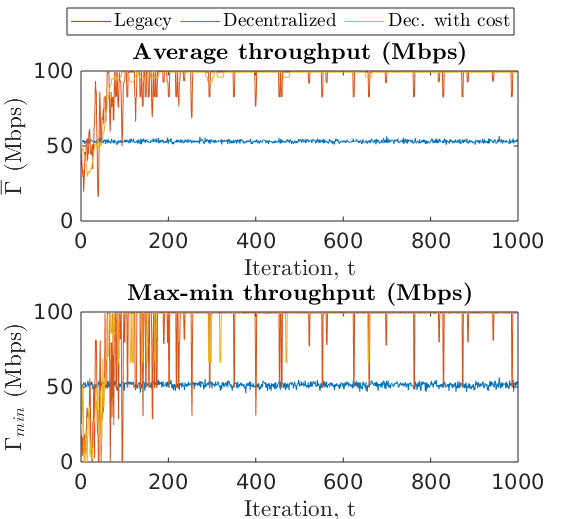 Legacy Decentralized Dec. with cost
Average throughput (Mbps)
100
50
0
Γ̅ (Mbps)
0 200 400 600 800 1000
Iteration, t
Max-min throughput (Mbps)
100
50
0
Γmin (Mbps)
0 200 400 600 800 1000
Iteration, t